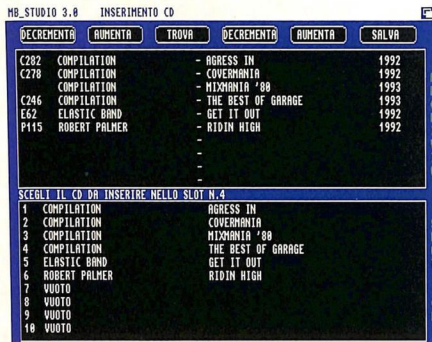 MB_STUDIO 3.0 INSERIMENTO CD
DECREMENTA AUMENTA TROVA DECREMENTA AUMENTA SALVA
C282 COMPILATION - AGRESS IN 1992
C278 COMPILATION - COVERMANIA 1992
COMPILATION - MIXMANIA '80 1993
C246 COMPILATION - THE BEST OF GARAGE 1993
E62 ELASTIC BAND - GET IT OUT 1992
P115 ROBERT PALMER - RIDIN HIGH 1992
-
-
-
-
SCEGLI IL CD DA INSERIRE NELLO SLOT N.4
1 COMPILATION AGRESS IN
2 COMPILATION COVERMANIA
3 COMPILATION MIXMANIA '80
4 COMPILATION THE BEST OF GARAGE
5 ELASTIC BAND GET IT OUT
6 ROBERT PALMER RIDIN HIGH
7 VUOTO
8 VUOTO
9 VUOTO
10 VUOTO